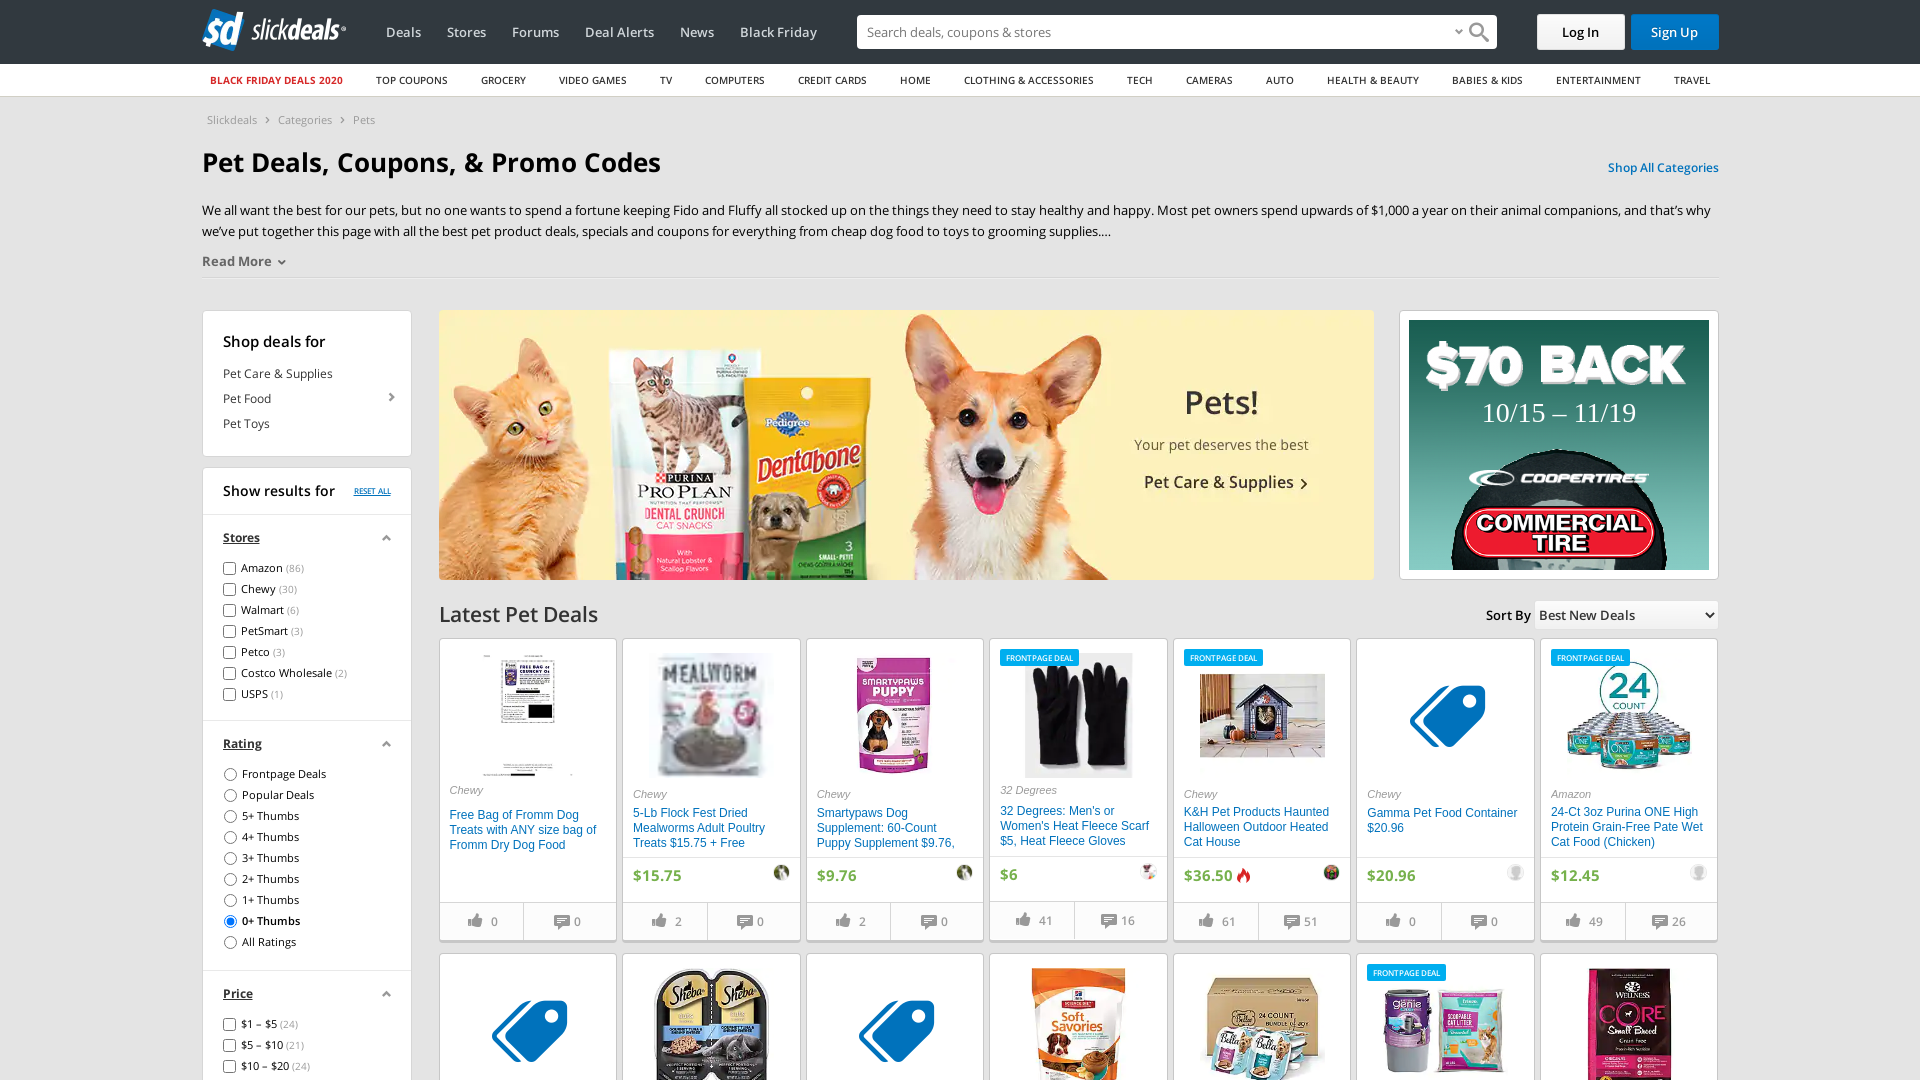 sd slickdeals
Deals
Stores
Forums
Deal Alerts
News
Black Friday
Search deals, coupons & stores
Log In
Sign Up
BLACK FRIDAY DEALS 2020
TOP COUPONS
GROCERY
VIDEO GAMES
TV
COMPUTERS
CREDIT CARDS
HOME
CLOTHING & ACCESSORIES
TECH
CAMERAS
AUTO
HEALTH & BEAUTY
BABIES & KIDS
ENTERTAINMENT
TRAVEL
Slickdeals > Categories > Pets
Pet Deals, Coupons, & Promo Codes
Shop All Categories
We all want the best for our pets, but no one wants to spend a fortune keeping Fido and Fluffy all stocked up on the things they need to stay healthy and happy. Most pet owners spend upwards of $1,000 a year on their animal companions, and that’s why
we’ve put together this page with all the best pet product deals, specials and coupons for everything from cheap dog food to toys to grooming supplies....
Read More
Shop deals for
Pet Care & Supplies
Pet Food
Pet Toys
Show results for
RESET ALL
Stores
Amazon (86)
Chewy (30)
Walmart (6)
PetSmart (3)
Petco (3)
Costco Wholesale (2)
USPS (1)
Rating
Frontpage Deals
Popular Deals
5+ Thumbs
4+ Thumbs
3+ Thumbs
2+ Thumbs
1+ Thumbs
0+ Thumbs
All Ratings
Price
$1 – $5 (24)
$5 – $10 (21)
$10 – $20 (24)
PURINA
PRO PLAN
DENTAL CRUNCH
CAT SNACKS
With
Natural Lobster &
Scallop Flavors
Pedigree
Dentabone
3
SMALL-PETIT
Pets!
Your pet deserves the best
Pet Care & Supplies >
$70 BACK
10/15 – 11/19
COOPERTIRES
COMMERCIAL
TIRE
Latest Pet Deals
Sort By
Best New Deals
Chewy
Free Bag of Fromm Dog
Treats with ANY size bag of
Fromm Dry Dog Food
0
0
MEALWORM
Chewy
5-Lb Flock Fest Dried
Mealworms Adult Poultry
Treats $15.75 + Free
$15.75
2
0
SMARTYPAWS
PUPPY
Chewy
Smartypaws Dog
Supplement: 60-Count
Puppy Supplement $9.76,
$9.76
2
0
FRONTPAGE DEAL
32 Degrees
32 Degrees: Men's or
Women's Heat Fleece Scarf
$5, Heat Fleece Gloves
$6
41
16
FRONTPAGE DEAL
Chewy
K&H Pet Products Haunted
Halloween Outdoor Heated
Cat House
$36.50
61
51
Chewy
Gamma Pet Food Container
$20.96
$20.96
0
0
FRONTPAGE DEAL
24
COUNT
ONE
Amazon
24-Ct 3oz Purina ONE High
Protein Grain-Free Pate Wet
Cat Food (Chicken)
$12.45
49
26
Sheba
Sheba
Soft
Savories
24 COUNT
Bella
Bella
FRONTPAGE DEAL
genie
SCOOPABLE
CAT LITTER
WELLNESS
CORE
Small Breed
Grain Free